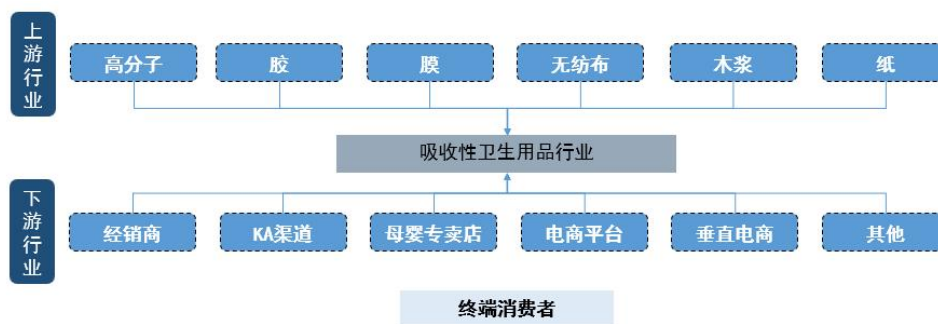 上游行业
高分子
胶
膜
无纺布
木浆
纸
吸收性卫生用品行业
下游行业
经销商
KA渠道
母婴专卖店
电商平台
垂直电商
其他
终端消费者